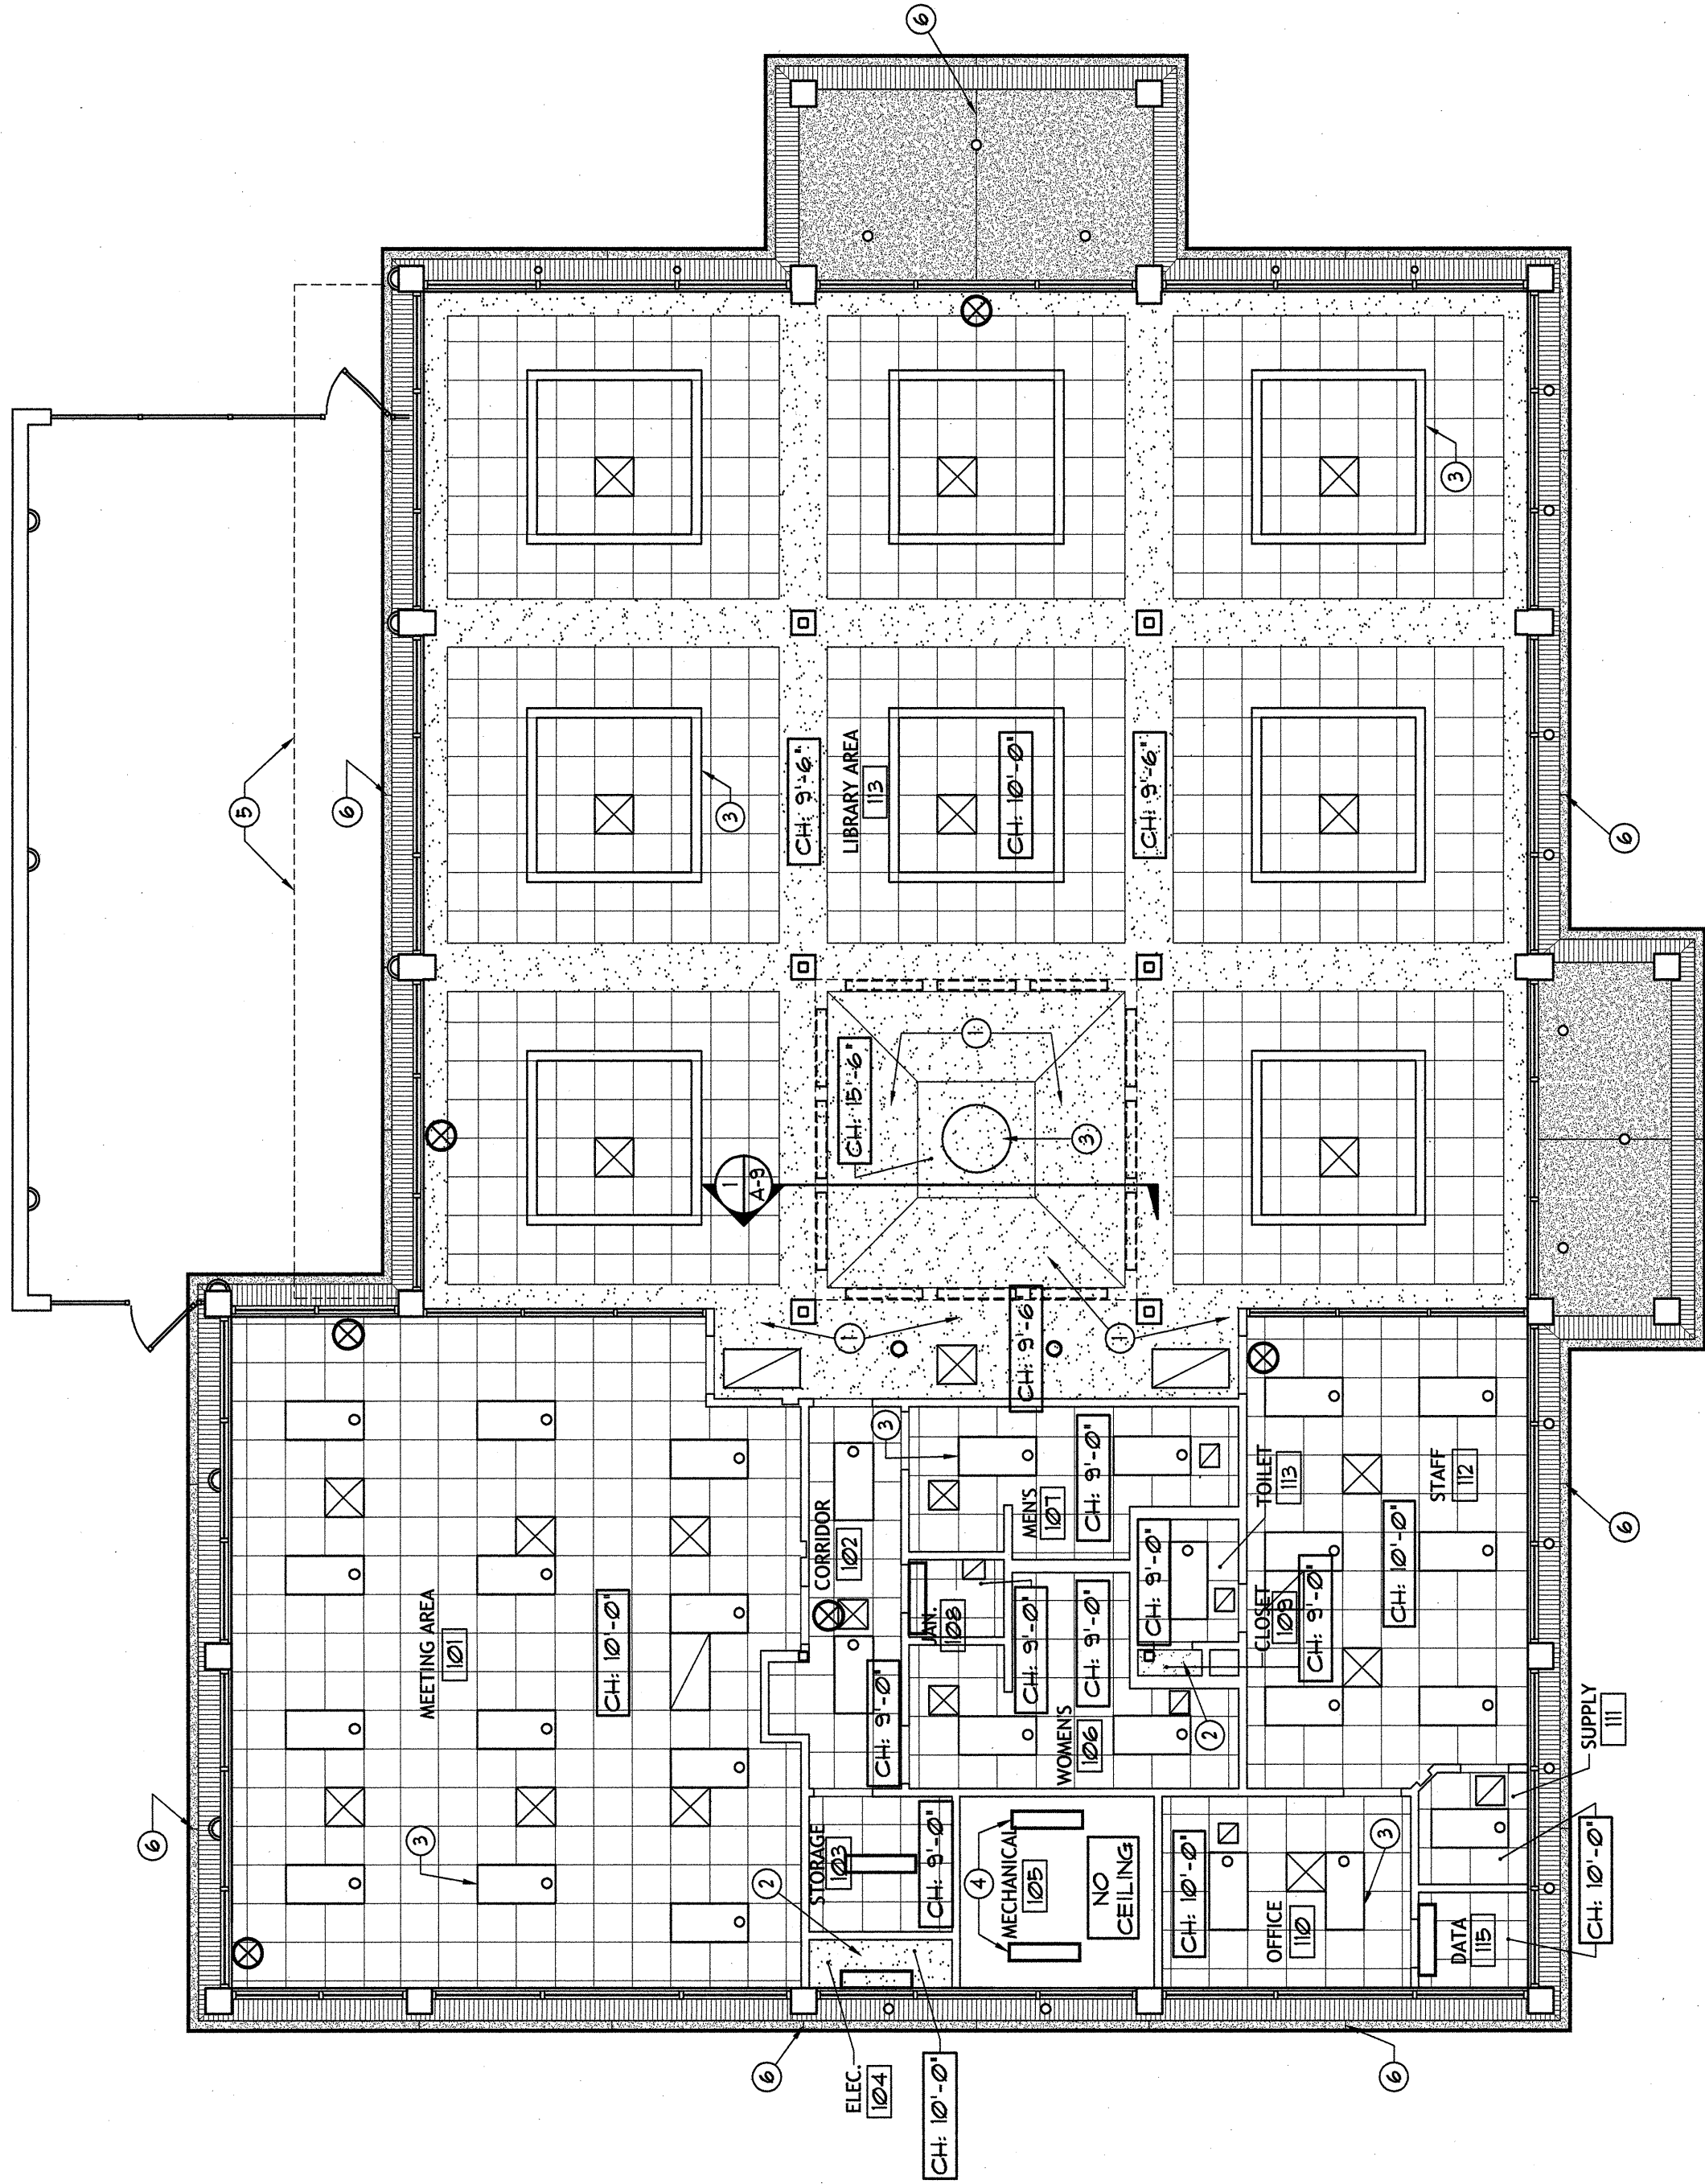 6
5
6
3
MEETING AREA
101
CH: 10'-0"
3
1
A-9
6
2
CH: 9'-6"
STORAGE
103
CORRIDOR
102
ELEC.
104
CH: 9'-0"
1
CH: 15'-6"
LIBRARY AREA
113
3
6
CH: 9'-0"
CH: 10'-0"
JAN.
108
4
1
MECHANICAL
105
CH: 9'-0"
MEN'S
107
CH: 9'-6"
CH: 10'-0"
WOMEN'S
106
3
CH: 9'-0"
CH: 9'-0"
NO
CEILING
1
CH: 9'-0"
CH: 9'-6"
CH: 10'-0"
2
OFFICE
110
CLOSET
109
TOILET
113
CH: 9'-0"
3
6
CH: 10'-0"
STAFF
112
3
DATA
115
SUPPLY
111
CH: 10'-0"
6
6